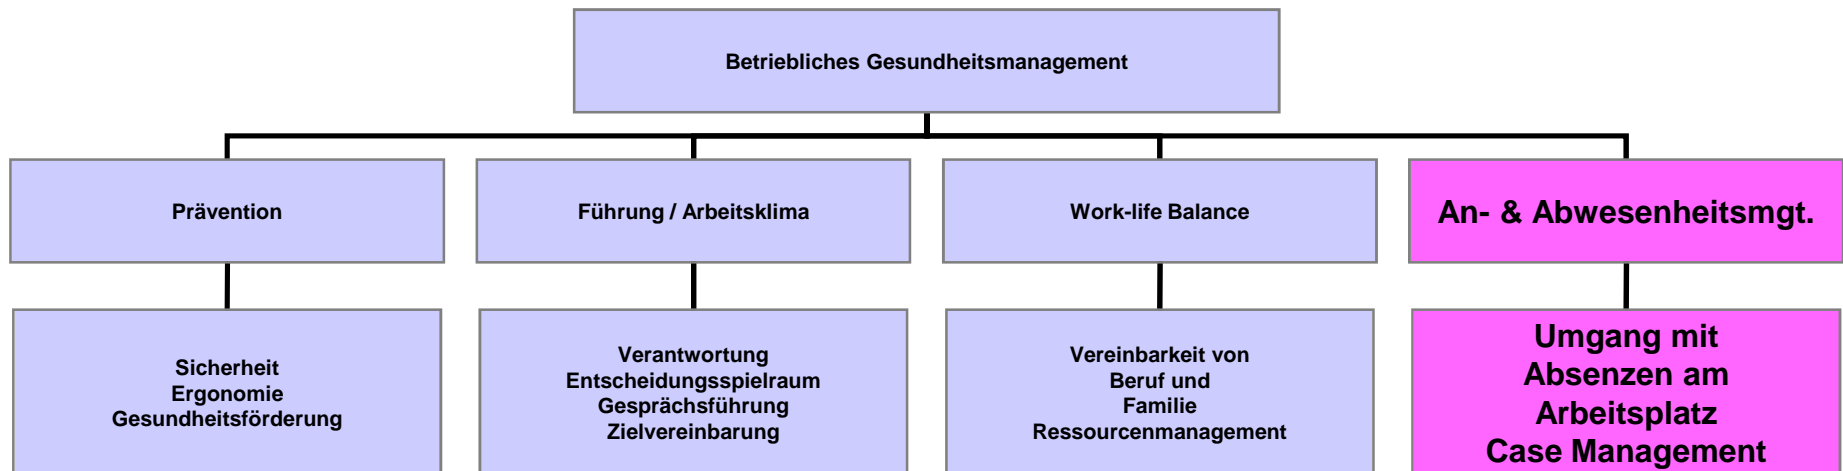 Betriebliches Gesundheitsmanagement
Prävention
Führung / Arbeitsklima
Work-life Balance
An- & Abwesenheitsmgt.
Sicherheit
Ergonomie
Gesundheitsförderung
Verantwortung
Entscheidungsspielraum
Gesprächsführung
Zielvereinbarung
Vereinbarkeit von
Beruf und
Familie
Ressourcenmanagement
Umgang mit
Absenzen am
Arbeitsplatz
Case Management